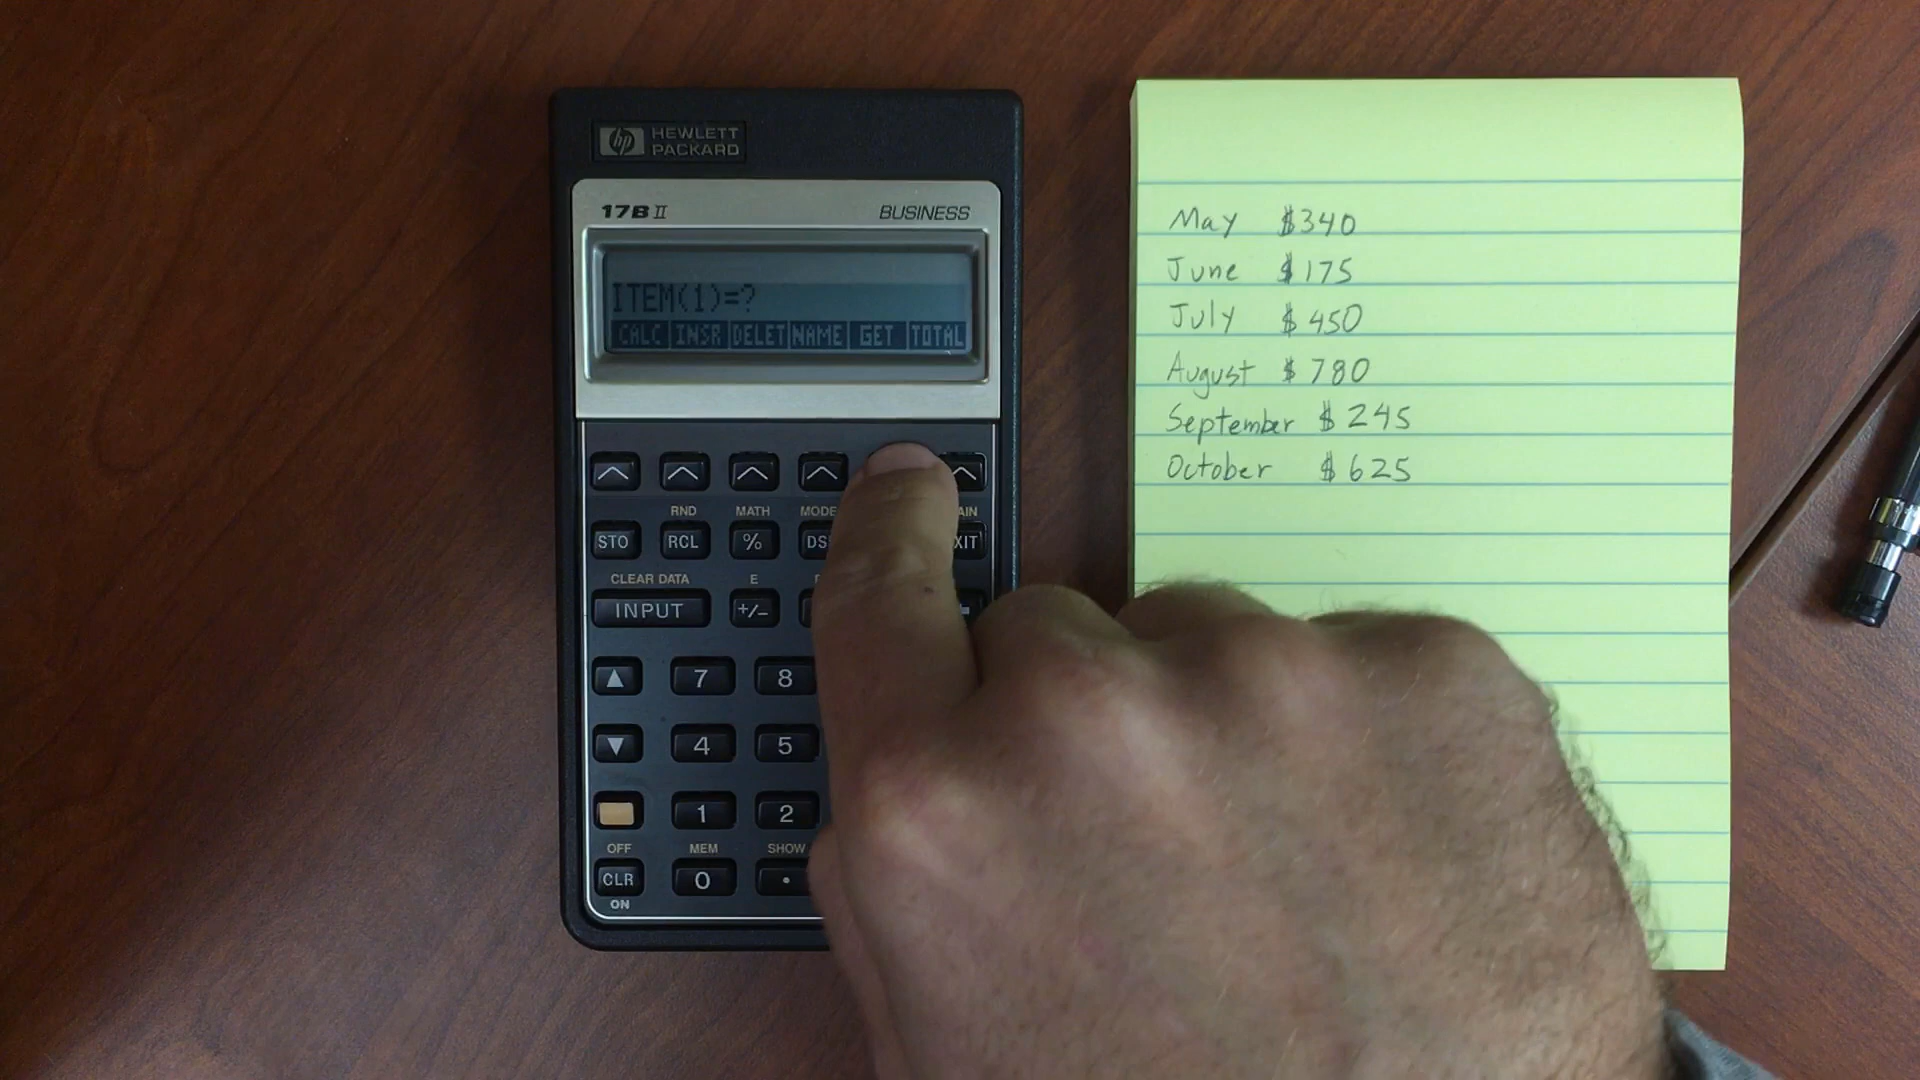 hp HEWLETT PACKARD
17BII BUSINESS
ITEM(1)=?
CALC INSR DELET NAME GET TOTAL
RND MATH
STO RCL %
CLEAR DATA E
INPUT +/–
7 8
4 5
1 2
OFF MEM SHOW
CLR 0 .
ON
May $340
June $175
July $450
August $780
September $245
October $625